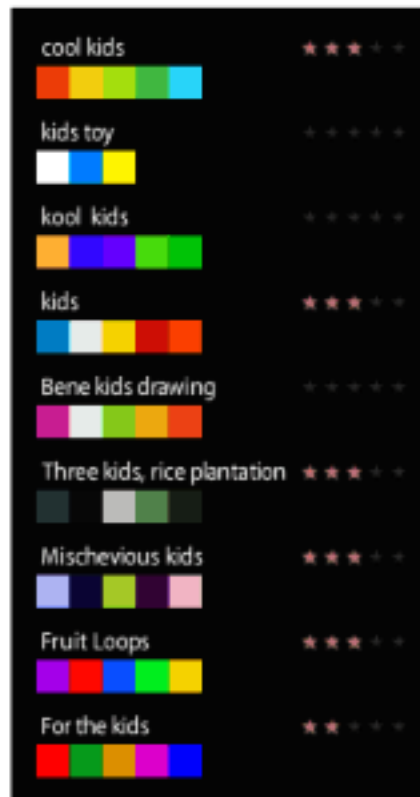 cool kids
kids toy
kool kids
kids
Bene kids drawing
Three kids, rice plantation
Mischevious kids
Fruit Loops
For the kids